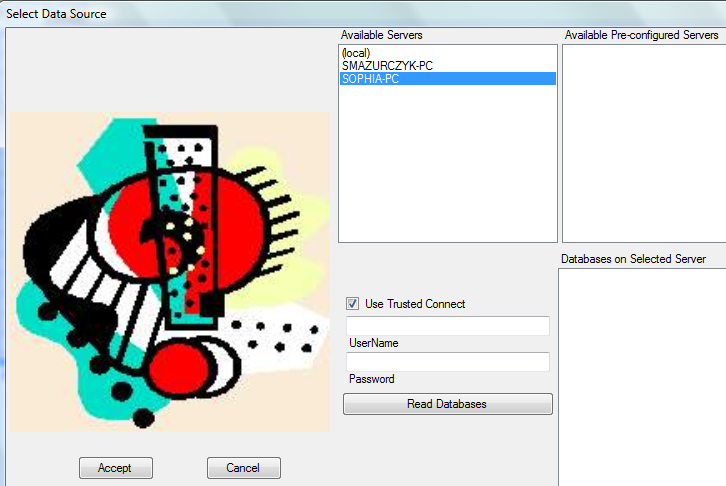 Select Data Source
Available Servers
Available Pre-configured Servers
(local)
SMAZURCZYK-PC
SOPHIA-PC
Databases on Selected Server
Use Trusted Connect
UserName
Password
Read Databases
Accept
Cancel